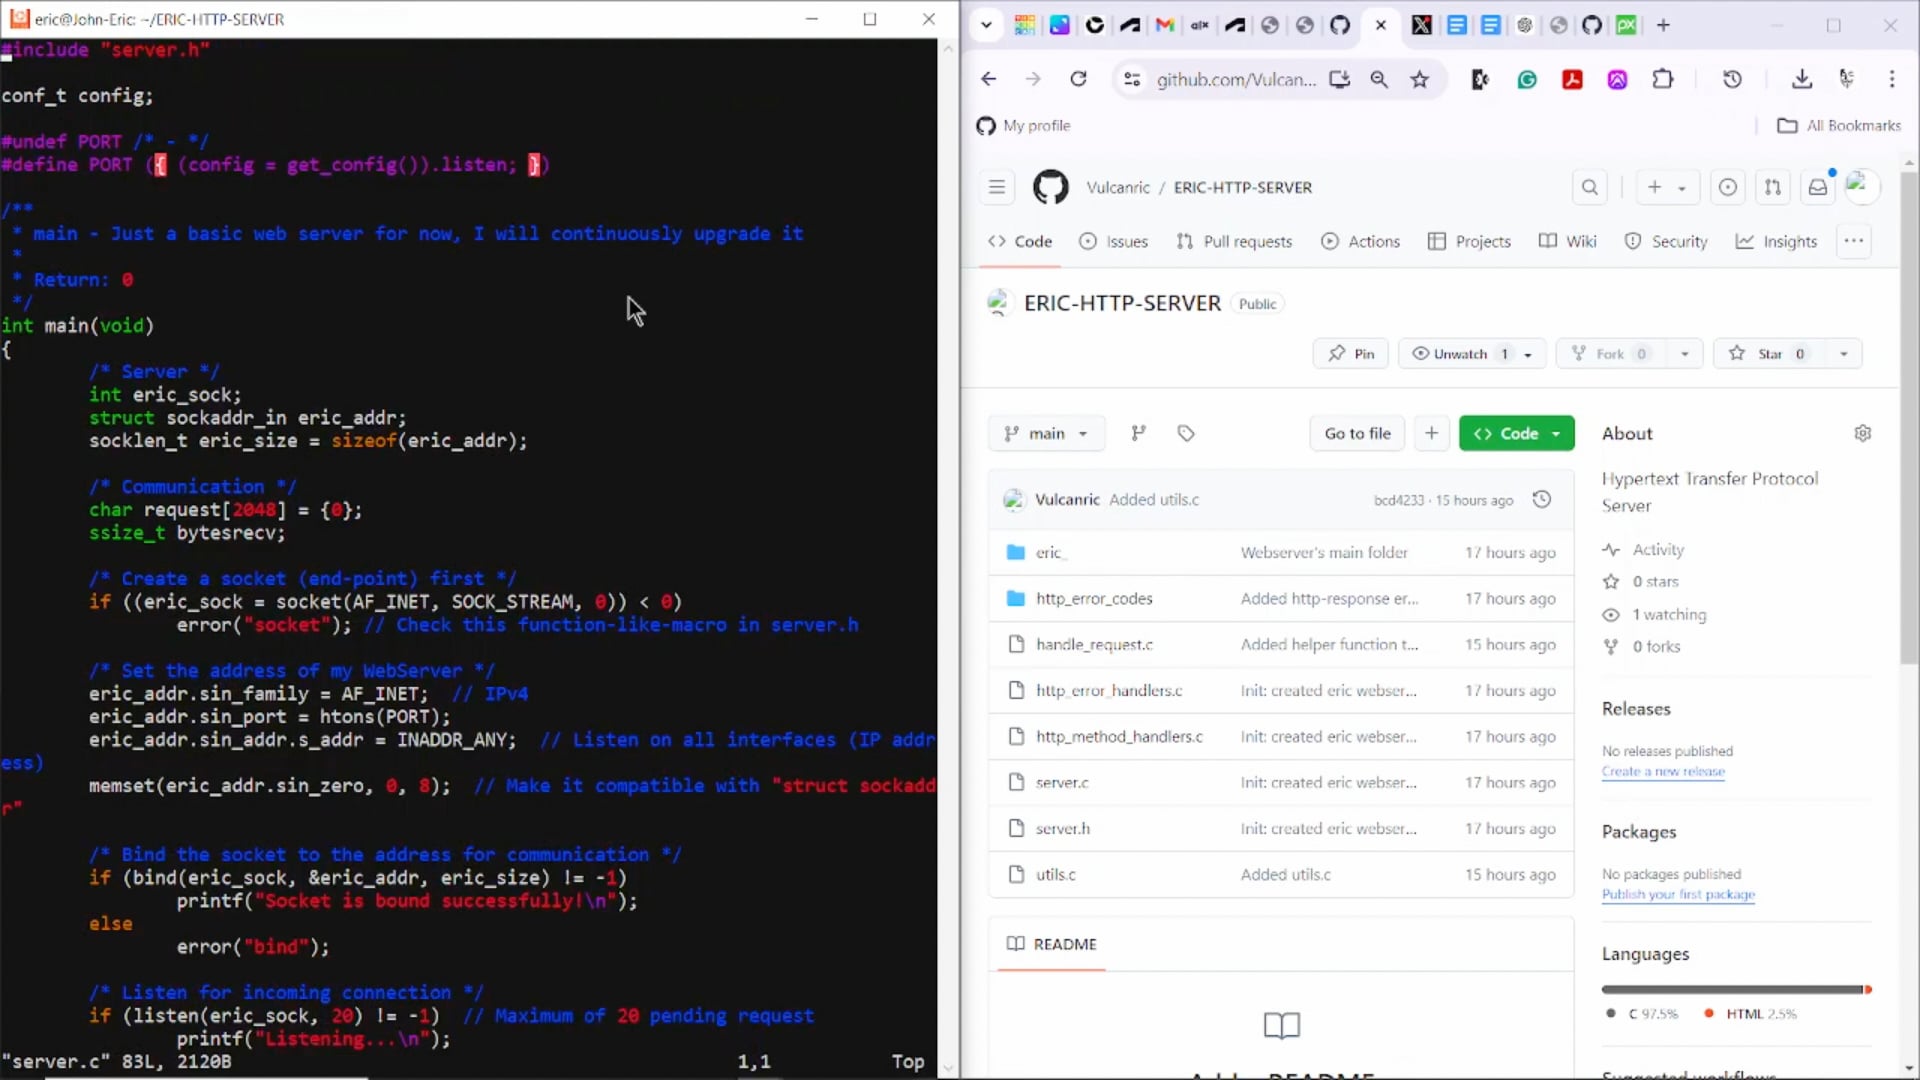 eric@John-Eric: ~/ERIC-HTTP-SERVER
#include "server.h"
conf_t config;
#undef PORT /* - */
#define PORT ({ (config = get_config()).listen; })
/**
 * main - Just a basic web server for now, I will continuously upgrade it
 *
 * Return: 0
 */
int main(void)
{
/* Server */
int eric_sock;
struct sockaddr_in eric_addr;
socklen_t eric_size = sizeof(eric_addr);
/* Communication */
char request[2048] = {0};
ssize_t bytesrecv;
/* Create a socket (end-point) first */
if ((eric_sock = socket(AF_INET, SOCK_STREAM, 0)) < 0)
error("socket"); // Check this function-like-macro in server.h
/* Set the address of my WebServer */
eric_addr.sin_family = AF_INET;  // IPv4
eric_addr.sin_port = htons(PORT);
eric_addr.sin_addr.s_addr = INADDR_ANY;  // Listen on all interfaces (IP addr
ess)
memset(eric_addr.sin_zero, 0, 8);  // Make it compatible with "struct sockadd
r"
/* Bind the socket to the address for communication */
if (bind(eric_sock, &eric_addr, eric_size) != -1)
printf("Socket is bound successfully!\n");
else
error("bind");
/* Listen for incoming connection */
if (listen(eric_sock, 20) != -1)  // Maximum of 20 pending request
printf("Listening...\n");
"server.c" 83L, 2120B 1,1 Top
github.com/Vulcan...
My profile
All Bookmarks
Vulcanric / ERIC-HTTP-SERVER
Code Issues Pull requests Actions Projects Wiki Security Insights
ERIC-HTTP-SERVER Public
Pin Unwatch 1 Fork 0 Star 0
main Go to file Code
Vulcanric Added utils.c bcd4233 · 15 hours ago
eric_ Webserver's main folder 17 hours ago
http_error_codes Added http-response er... 17 hours ago
handle_request.c Added helper function t... 15 hours ago
http_error_handlers.c Init: created eric webser... 17 hours ago
http_method_handlers.c Init: created eric webser... 17 hours ago
server.c Init: created eric webser... 17 hours ago
server.h Init: created eric webser... 17 hours ago
utils.c Added utils.c 15 hours ago
README
About
Hypertext Transfer Protocol
Server
Activity
0 stars
1 watching
0 forks
Releases
No releases published
Create a new release
Packages
No packages published
Publish your first package
Languages
C 97.5% HTML 2.5%